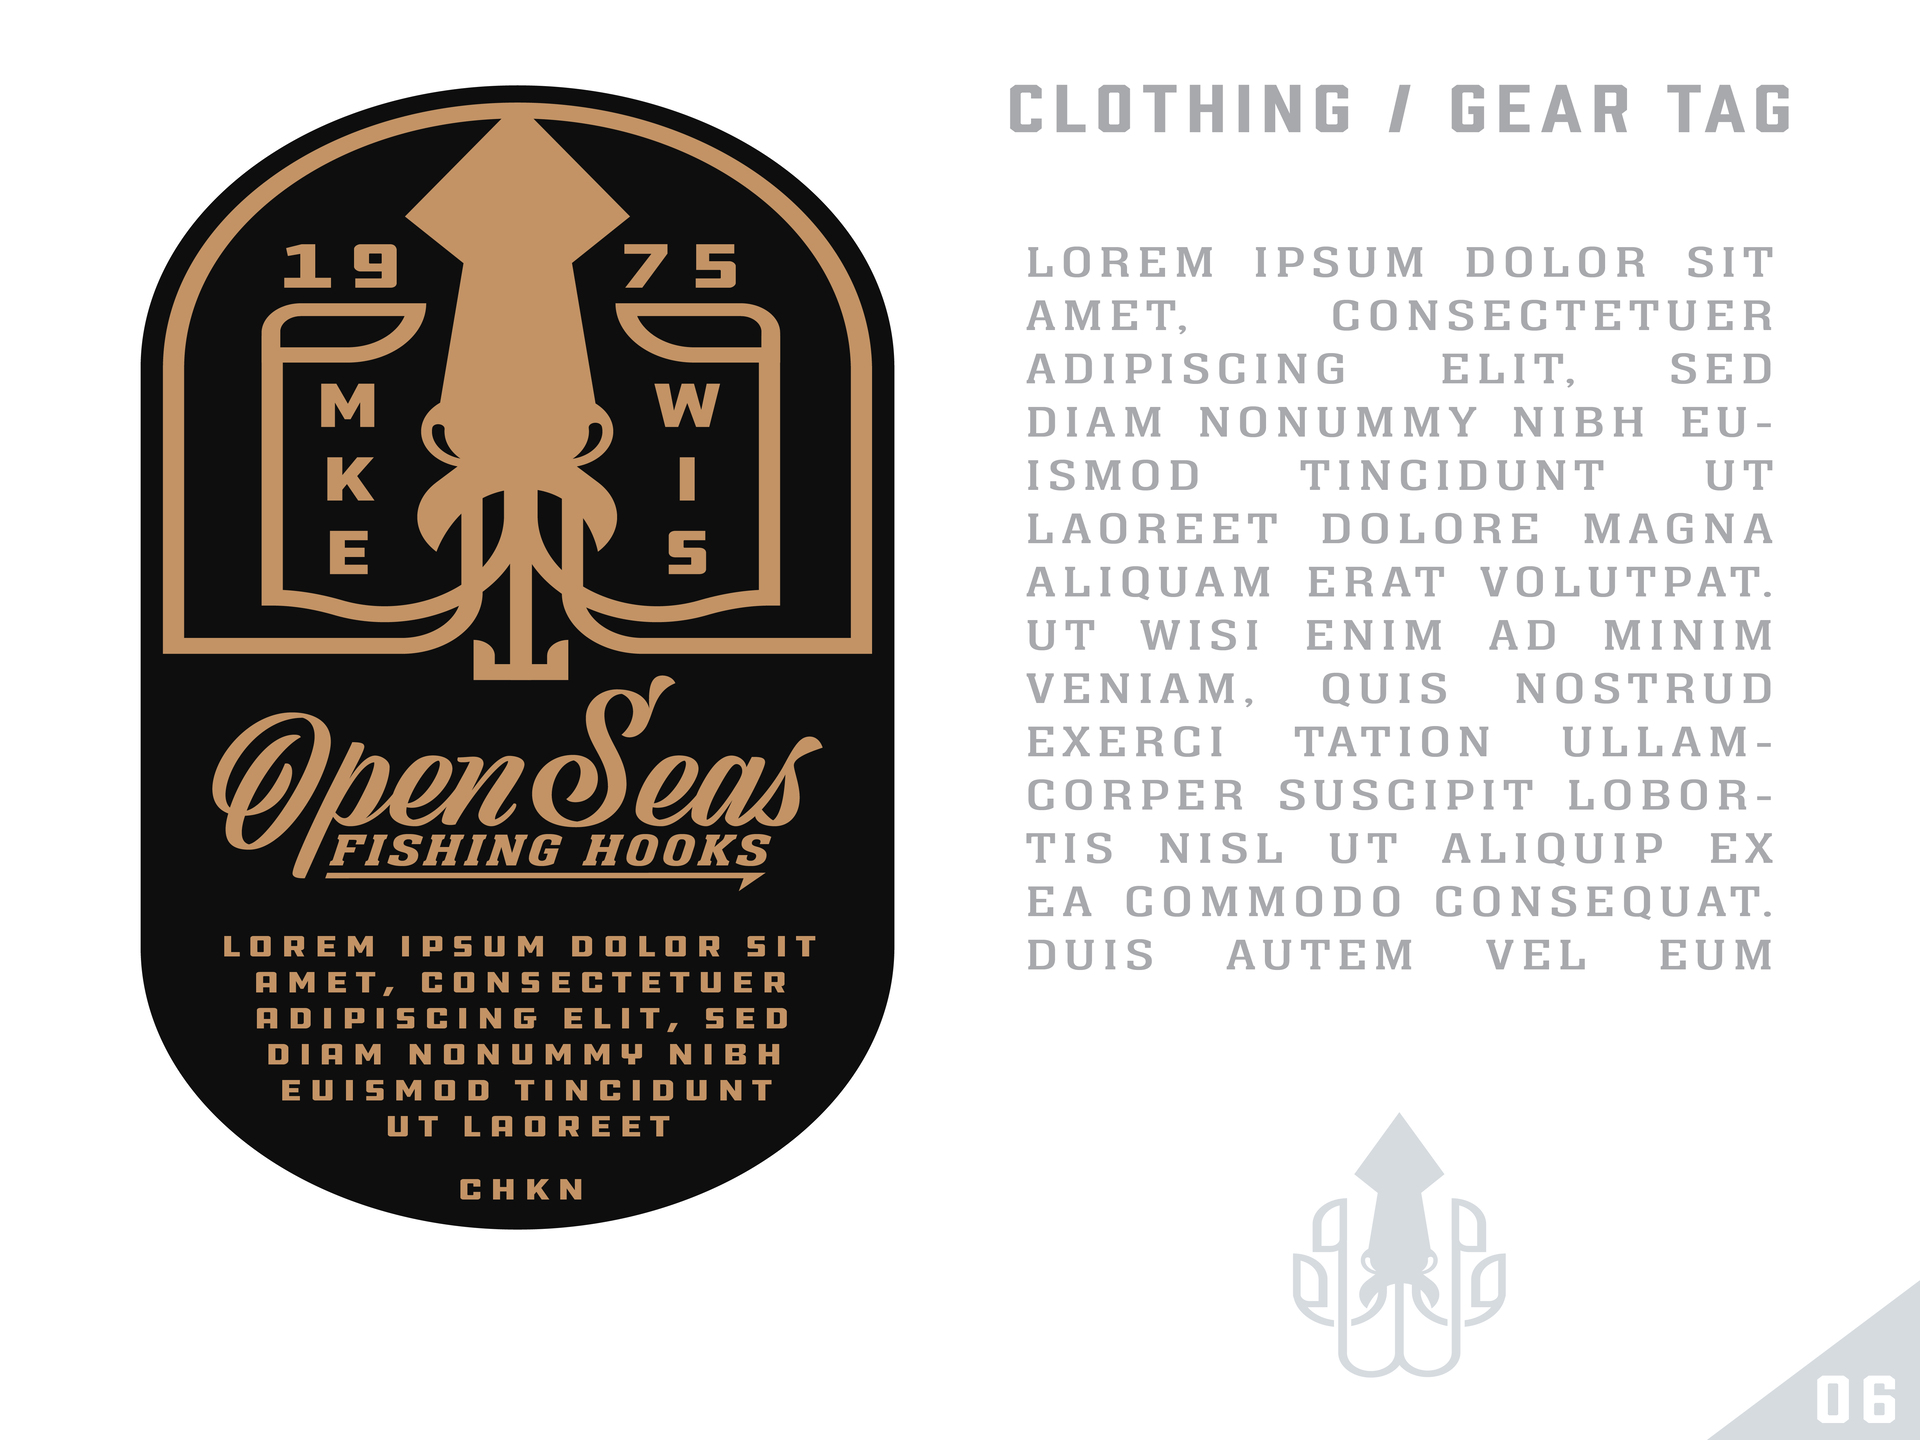 19 75
M
K
E
W
I
S
Open Seas
FISHING HOOKS
LOREM IPSUM DOLOR SIT
AMET, CONSECTETUER
ADIPISCING ELIT, SED
DIAM NONUMMY NIBH
EUISMOD TINCIDUNT
UT LAOREET
CHKN
CLOTHING / GEAR TAG
LOREM IPSUM DOLOR SIT
AMET, CONSECTETUER
ADIPISCING ELIT, SED
DIAM NONUMMY NIBH EU-
ISMOD TINCIDUNT UT
LAOREET DOLORE MAGNA
ALIQUAM ERAT VOLUTPAT.
UT WISI ENIM AD MINIM
VENIAM, QUIS NOSTRUD
EXERCI TATION ULLAM-
CORPER SUSCIPIT LOBOR-
TIS NISL UT ALIQUIP EX
EA COMMODO CONSEQUAT.
DUIS AUTEM VEL EUM
06